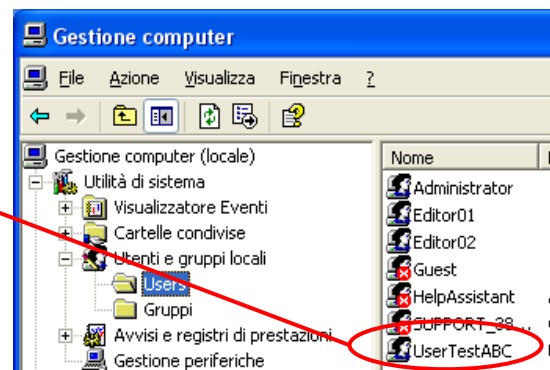 Gestione computer
File Azione Visualizza Finestra ?
Gestione computer (locale)
Utilità di sistema
Visualizzatore Eventi
Cartelle condivise
Utenti e gruppi locali
Users
Gruppi
Avvisi e registri di prestazioni
Gestione periferiche
Nome
Administrator
Editor01
Editor02
Guest
HelpAssistant
SUPPORT_38...
UserTestABC